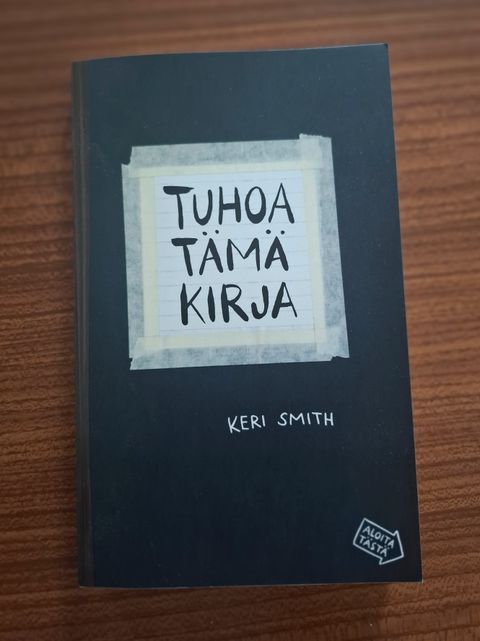 TUHOA
TÄMÄ
KIRJA
KERI SMITH
ALOITA
TÄSTÄ